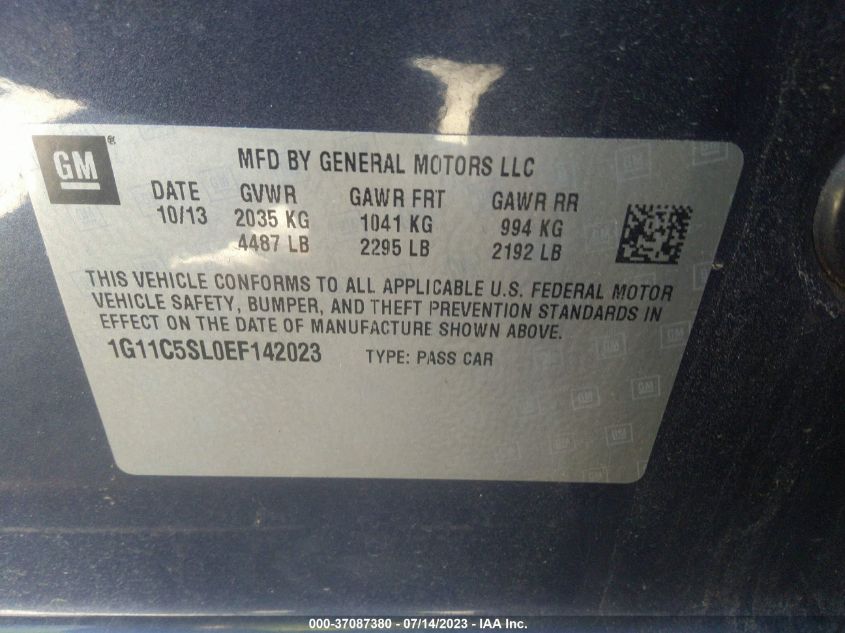 GM
MFD BY GENERAL MOTORS LLC
DATE GVWR GAWR FRT GAWR RR
10/13 2035 KG 1041 KG 994 KG
4487 LB 2295 LB 2192 LB
THIS VEHICLE CONFORMS TO ALL APPLICABLE U.S. FEDERAL MOTOR
VEHICLE SAFETY, BUMPER, AND THEFT PREVENTION STANDARDS IN
EFFECT ON THE DATE OF MANUFACTURE SHOWN ABOVE.
1G11C5SL0EF142023 TYPE: PASS CAR
000-37087380 - 07/14/2023 - IAA Inc.